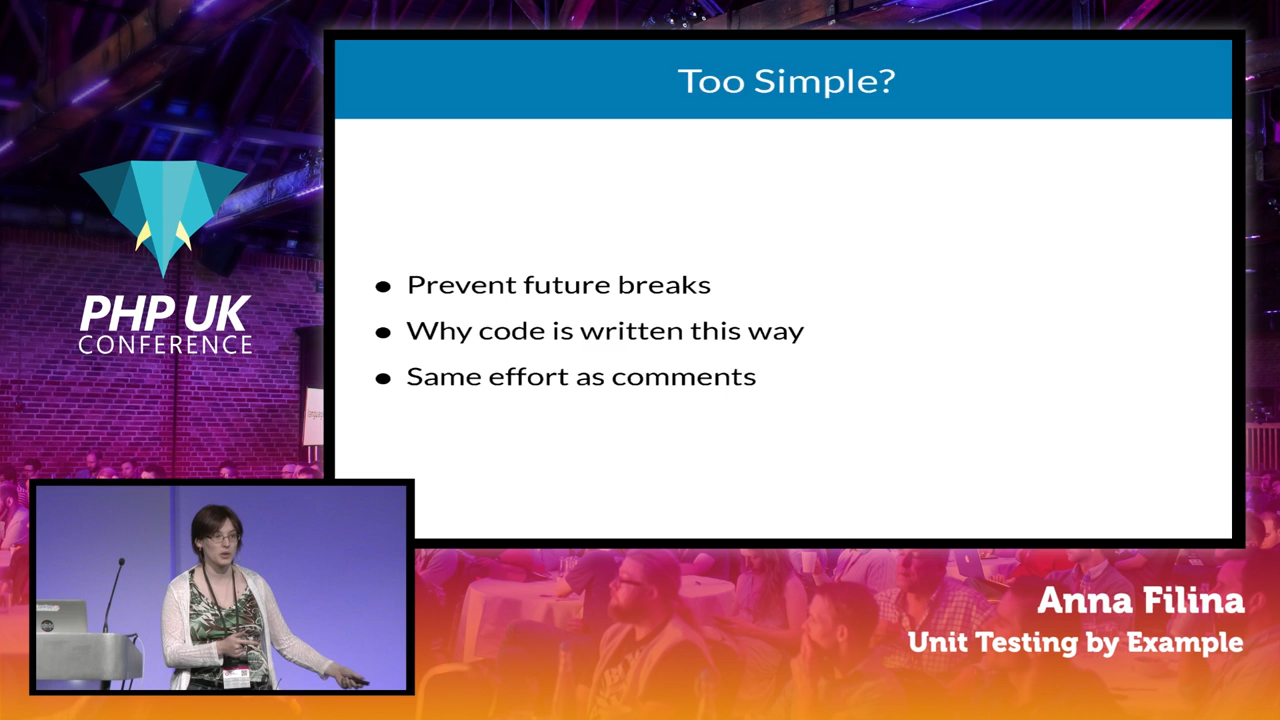 Too Simple?
Prevent future breaks
Why code is written this way
Same effort as comments
PHP UK
CONFERENCE
Anna Filina
Unit Testing by Example